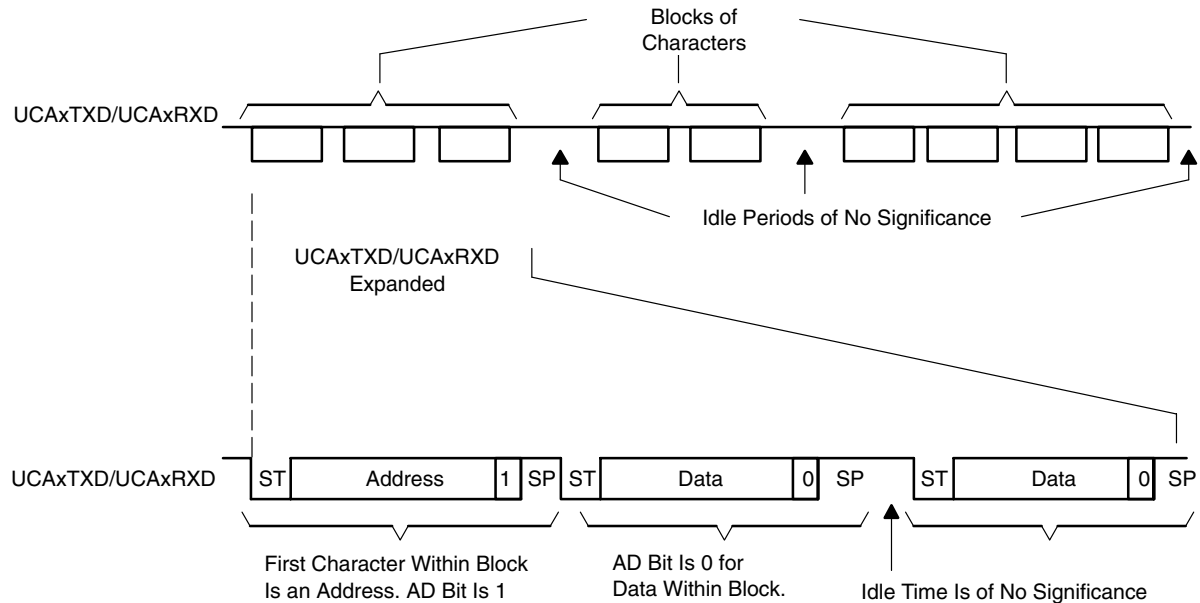 Blocks of
Characters
UCAxTXD/UCAxRXD
Idle Periods of No Significance
UCAxTXD/UCAxRXD
Expanded
UCAxTXD/UCAxRXD
ST Address 1 SP ST Data 0 SP ST Data 0 SP
First Character Within Block
Is an Address. AD Bit Is 1
AD Bit Is 0 for
Data Within Block.
Idle Time Is of No Significance